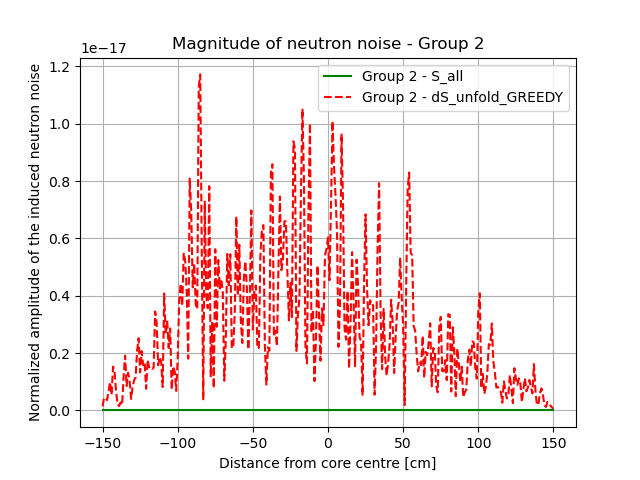 Magnitude of neutron noise - Group 2
1e−17
Group 2 - S_all
Group 2 - dS_unfold_GREEDY
Normalized amplitude of the induced neutron noise
1.2
1.0
0.8
0.6
0.4
0.2
0.0
−150 −100 −50 0 50 100 150
Distance from core centre [cm]